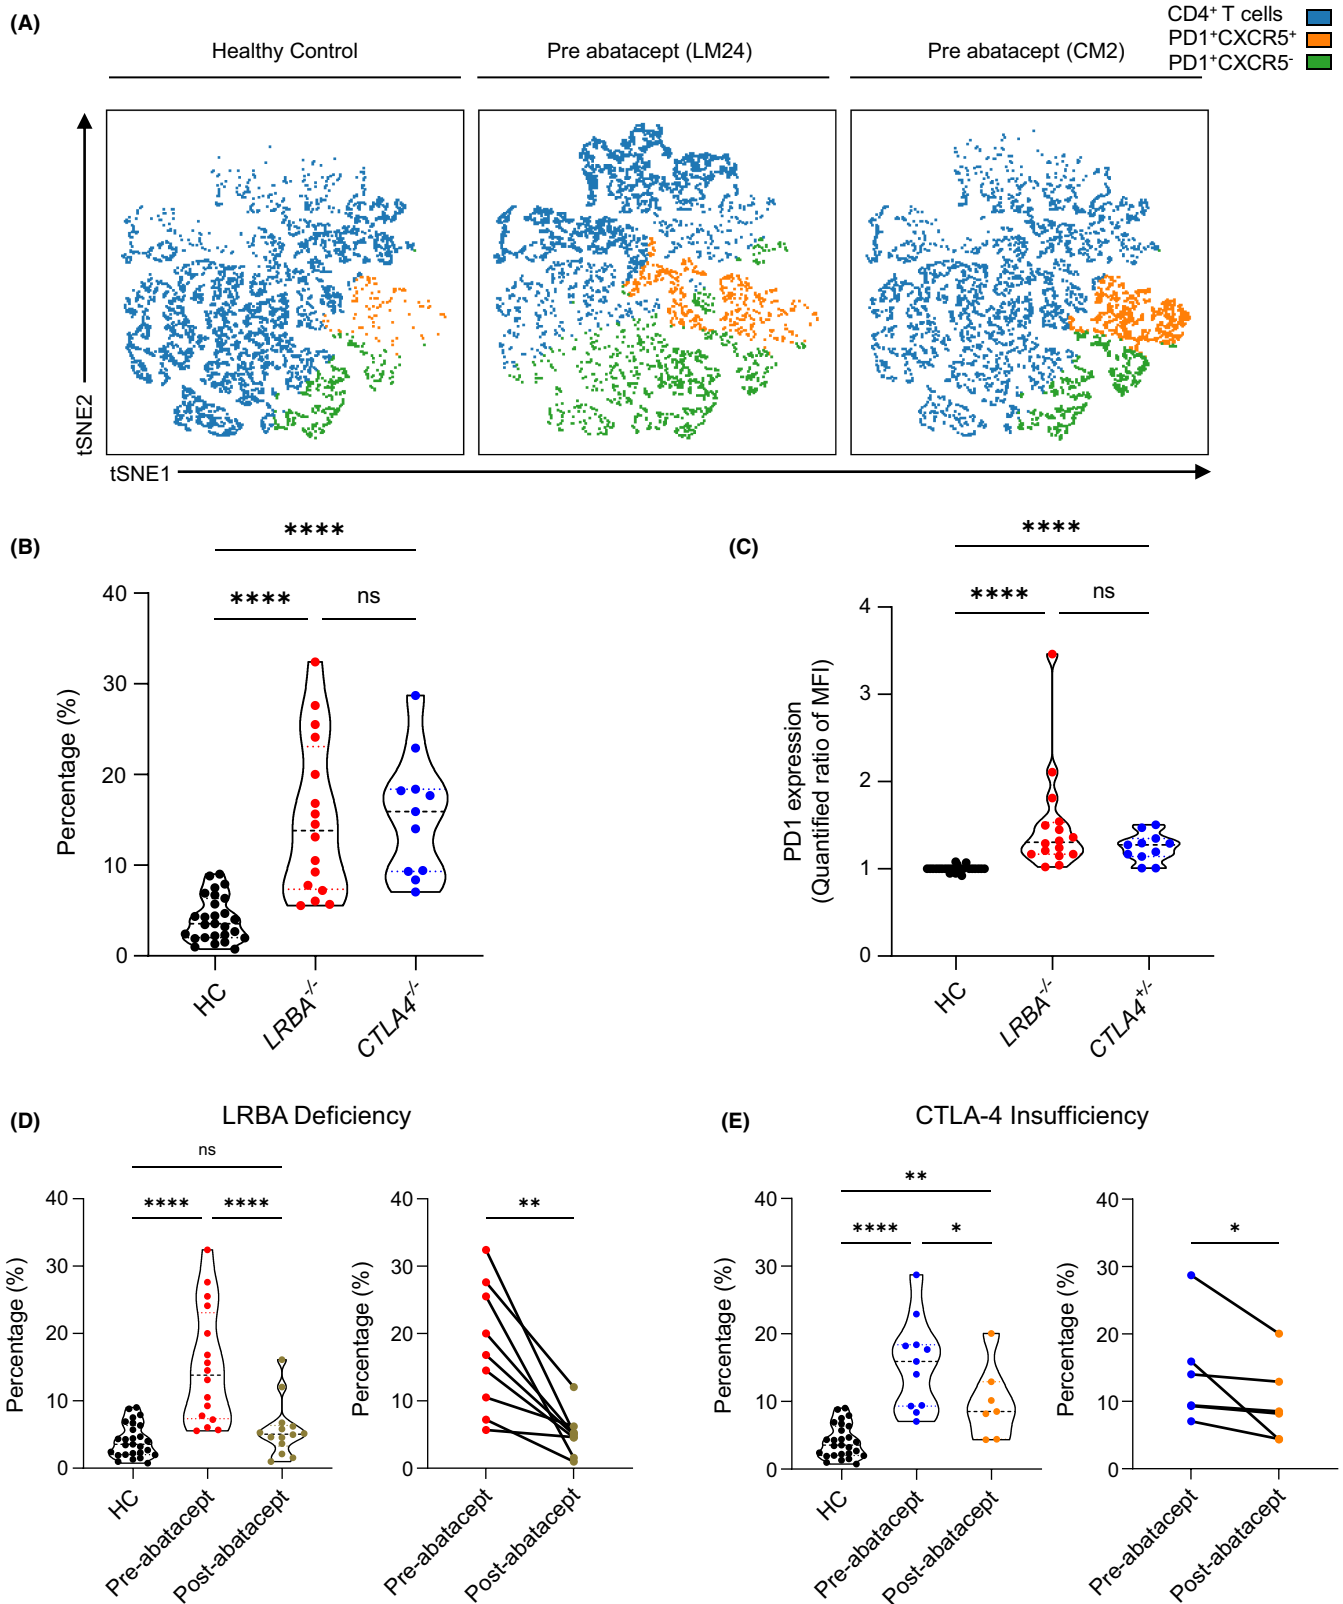 (A)
CD4+ T cells
PD1+CXCR5+
PD1+CXCR5-
Healthy Control
Pre abatacept (LM24)
Pre abatacept (CM2)
tSNE2
tSNE1
(B)
****
****
ns
40
30
20
10
0
Percentage (%)
HC
LRBA-/-
CTLA4-/-
(C)
****
****
ns
4
3
2
1
0
PD1 expression
(Quantified ratio of MFI)
HC
LRBA-/-
CTLA4+/-
(D)
LRBA Deficiency
ns
****
****
40
30
20
10
0
Percentage (%)
HC
Pre-abatacept
Post-abatacept
**
40
30
20
10
0
Percentage (%)
Pre-abatacept
Post-abatacept
(E)
CTLA-4 Insufficiency
**
****
*
40
30
20
10
0
Percentage (%)
HC
Pre-abatacept
Post-abatacept
*
40
30
20
10
0
Percentage (%)
Pre-abatacept
Post-abatacept